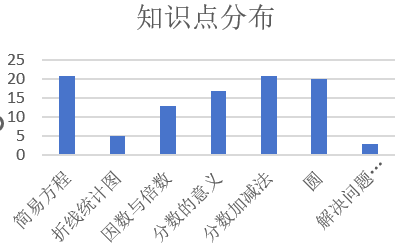 知识点分布
25
20
15
10
5
0
简易方程
折线统计图
因数与倍数
分数的意义
分数加减法
圆
解决问题…